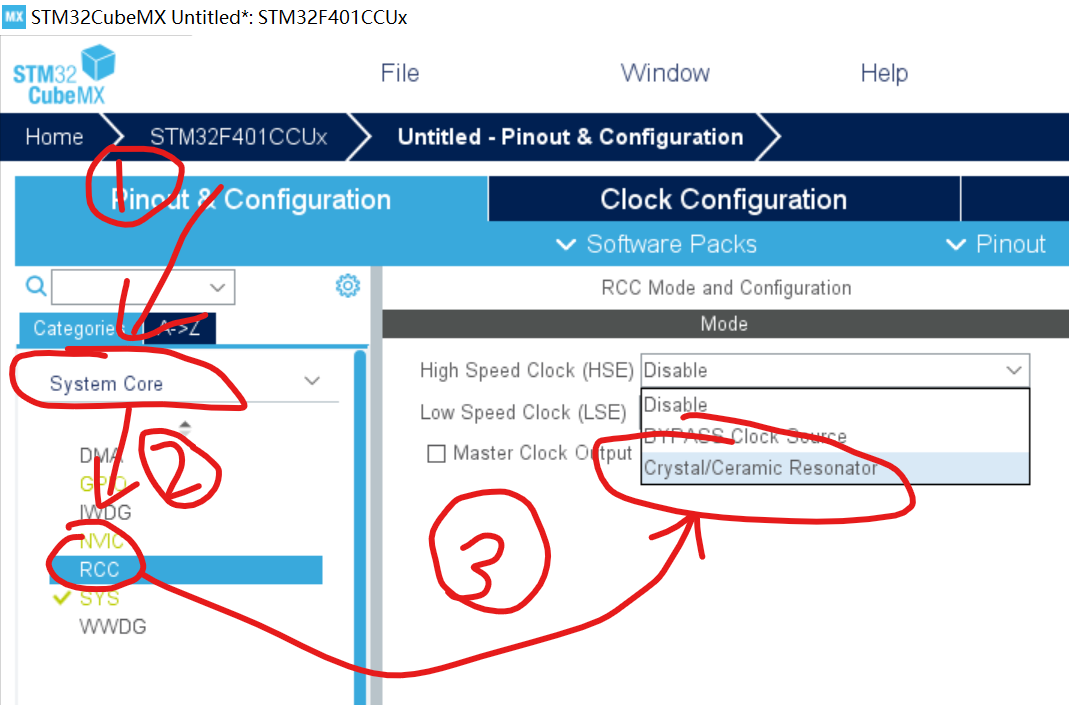 MX STM32CubeMX Untitled*: STM32F401CCUx
STM32
CubeMX
File Window Help
Home STM32F401CCUx Untitled - Pinout & Configuration
1
Pinout & Configuration Clock Configuration
Software Packs Pinout
RCC Mode and Configuration
Categories A->Z Mode
System Core High Speed Clock (HSE) Disable
Low Speed Clock (LSE) Disable
BYPASS Clock Source
Master Clock Output Crystal/Ceramic Resonator
DMA
2
GPIO
IWDG
NVIC
3
RCC
SYS
WWDG